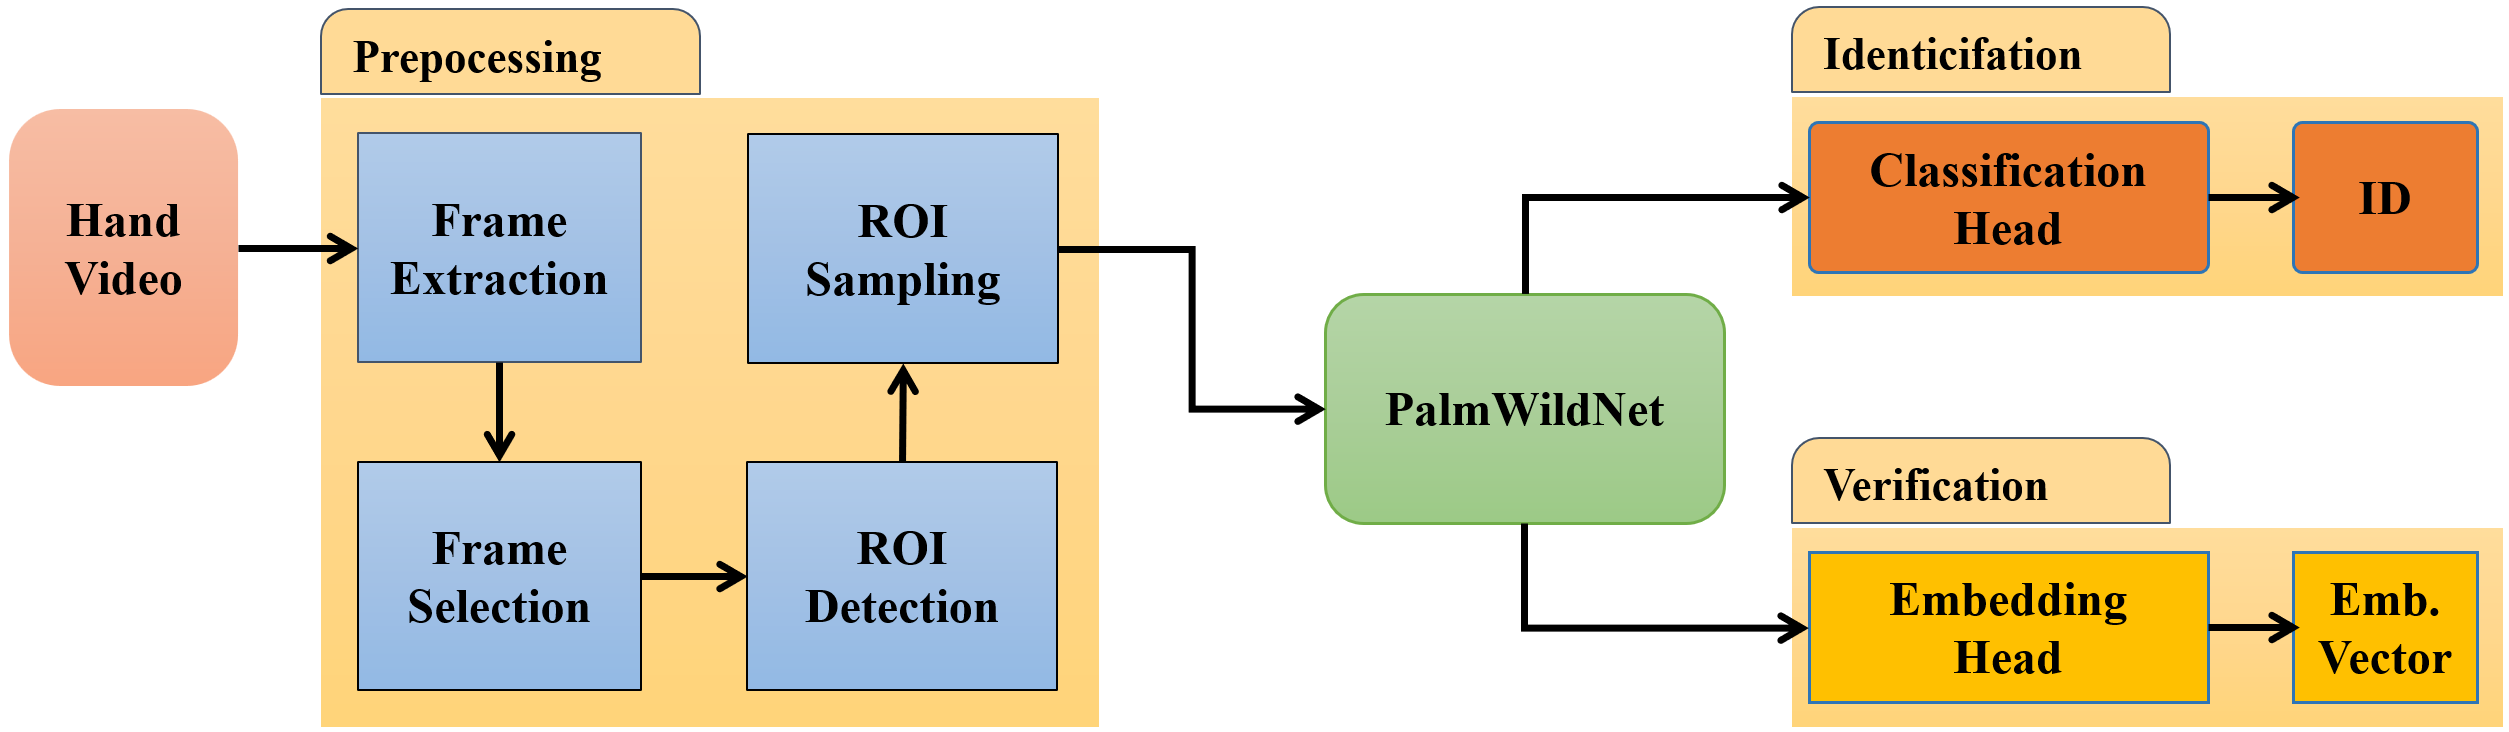 Hand
Video
Prepocessing
Frame
Extraction
Frame
Selection
ROI
Detection
ROI
Sampling
PalmWildNet
Identicifation
Classification
Head
ID
Verification
Embedding
Head
Emb.
Vector